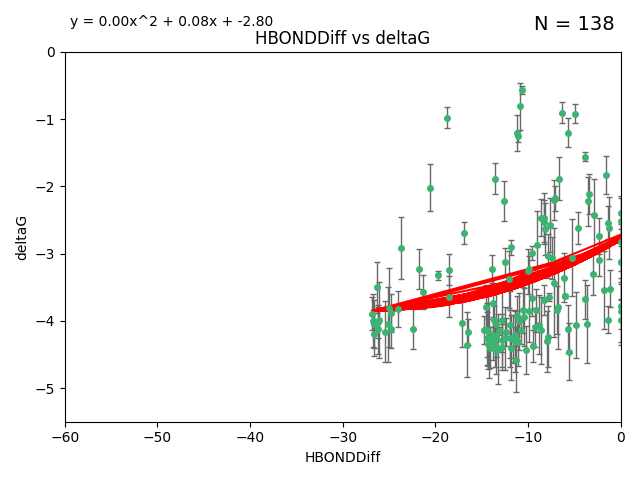 y = 0.00x^2 + 0.08x + -2.80
N = 138
HBONDDiff vs deltaG
0
−1
−2
−3
−4
−5
deltaG
−60
−50
−40
−30
−20
−10
0
HBONDDiff